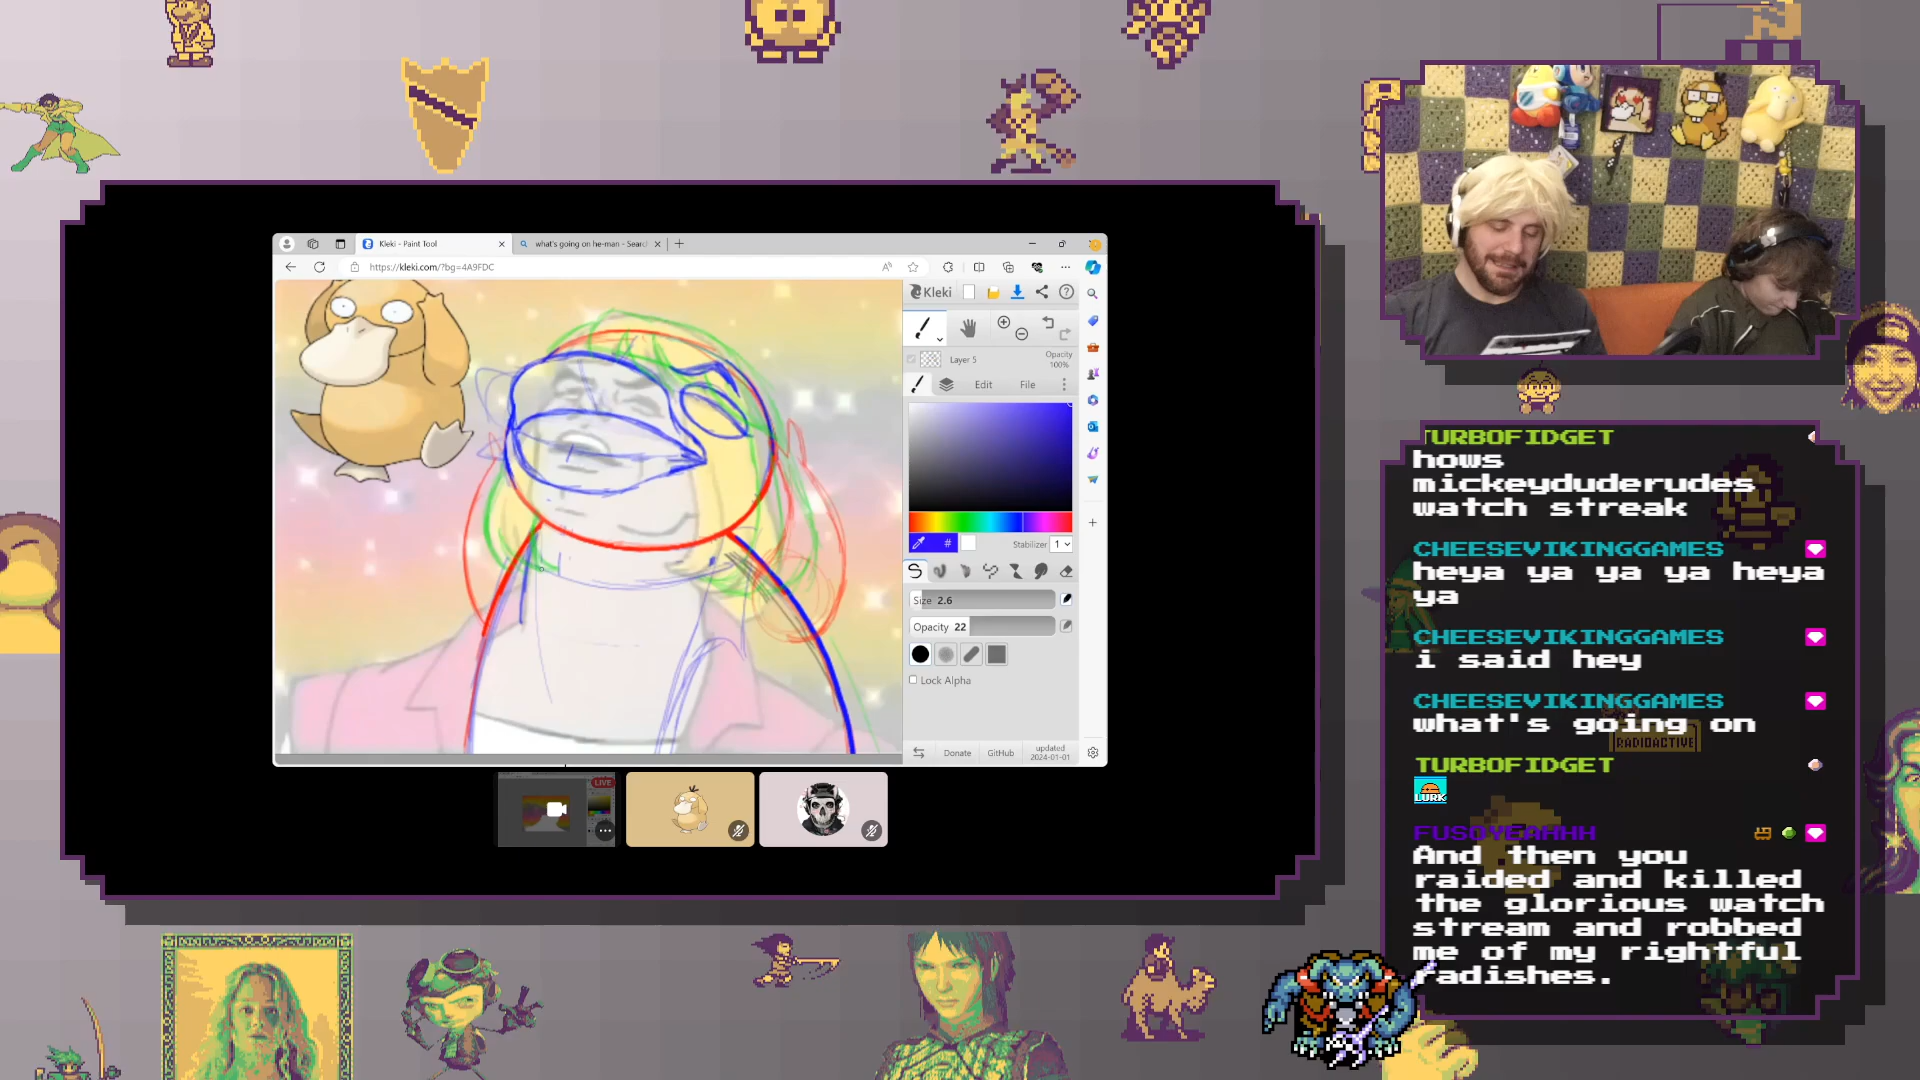 Kleki - Paint Tool
what's going on he-man - Searc
https://kleki.com/?bg=4A9FDC
Kleki
Layer 5
Opacity
100%
Edit
File
#
Stabilizer 1
Size 2.6
Opacity 22
Lock Alpha
Donate
GitHub
updated
2024-01-01
LIVE
TURBOFIDGET
hows
mickeyduderudes
watch streak
CHEESEVIKINGGAMES
heya ya ya ya heya
ya
CHEESEVIKINGGAMES
i said hey
CHEESEVIKINGGAMES
what's going on
RADIOACTIVE
TURBOFIDGET
LURK
FUSOYEAHHH
And then you
raided and killed
the glorious watch
stream and robbed
me of my rightful
radishes.